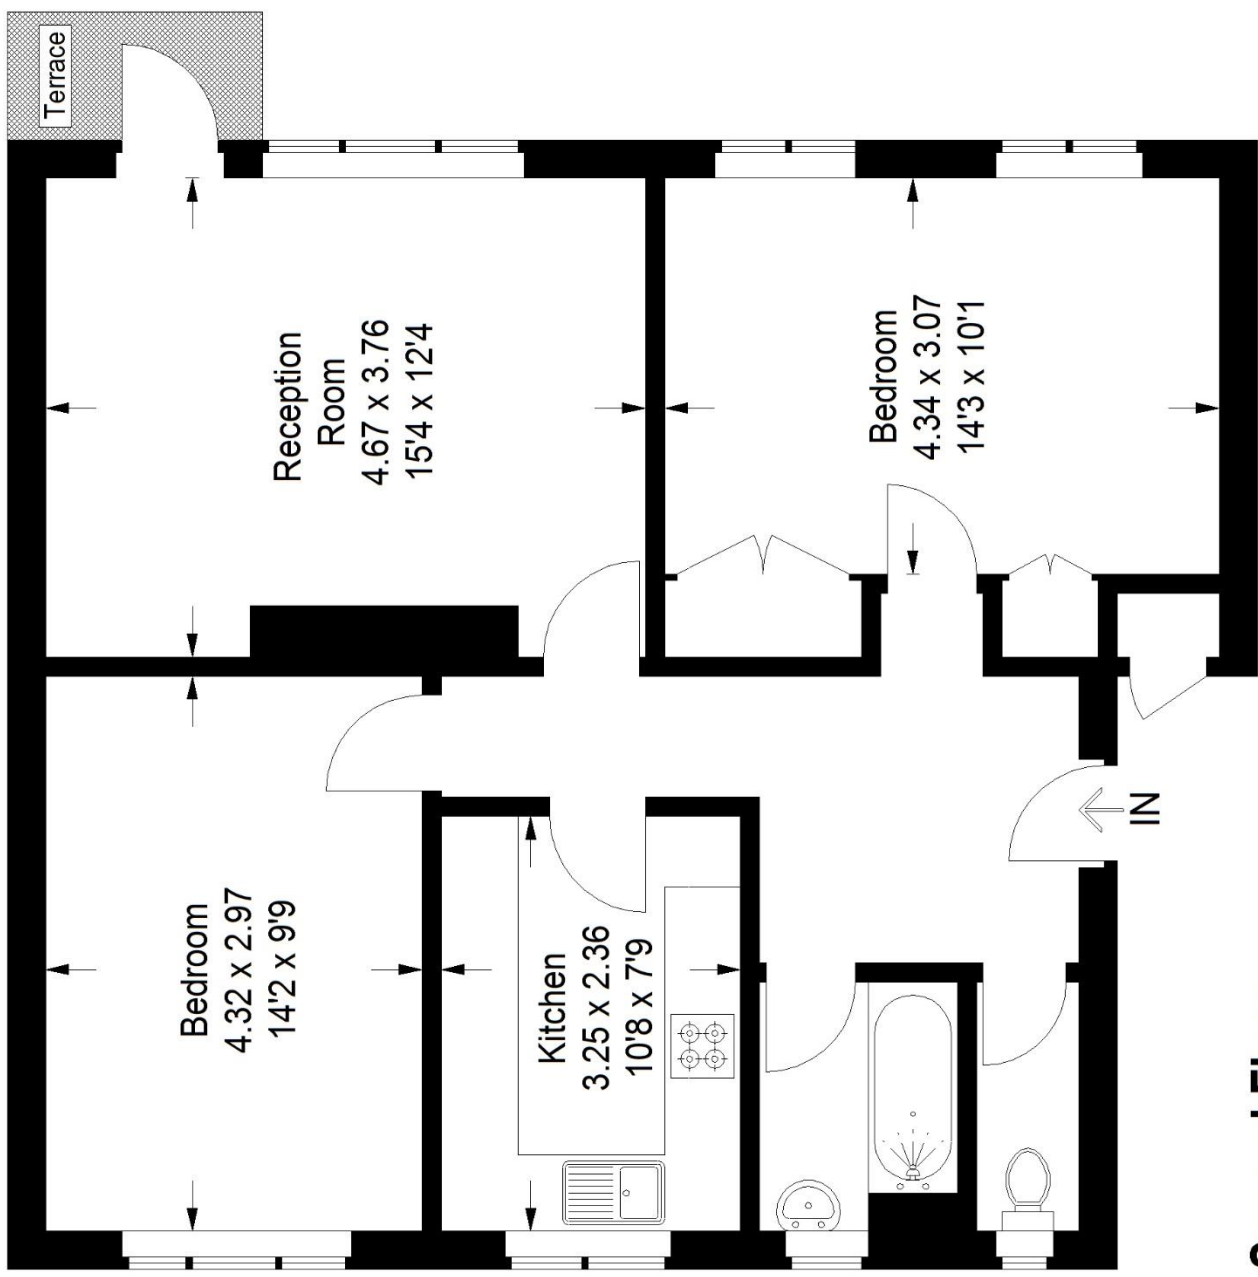 Terrace
Reception
Room
4.67 x 3.76
15'4 x 12'4
Bedroom
4.34 x 3.07
14'3 x 10'1
Bedroom
4.32 x 2.97
14'2 x 9'9
Kitchen
3.25 x 2.36
10'8 x 7'9
IN